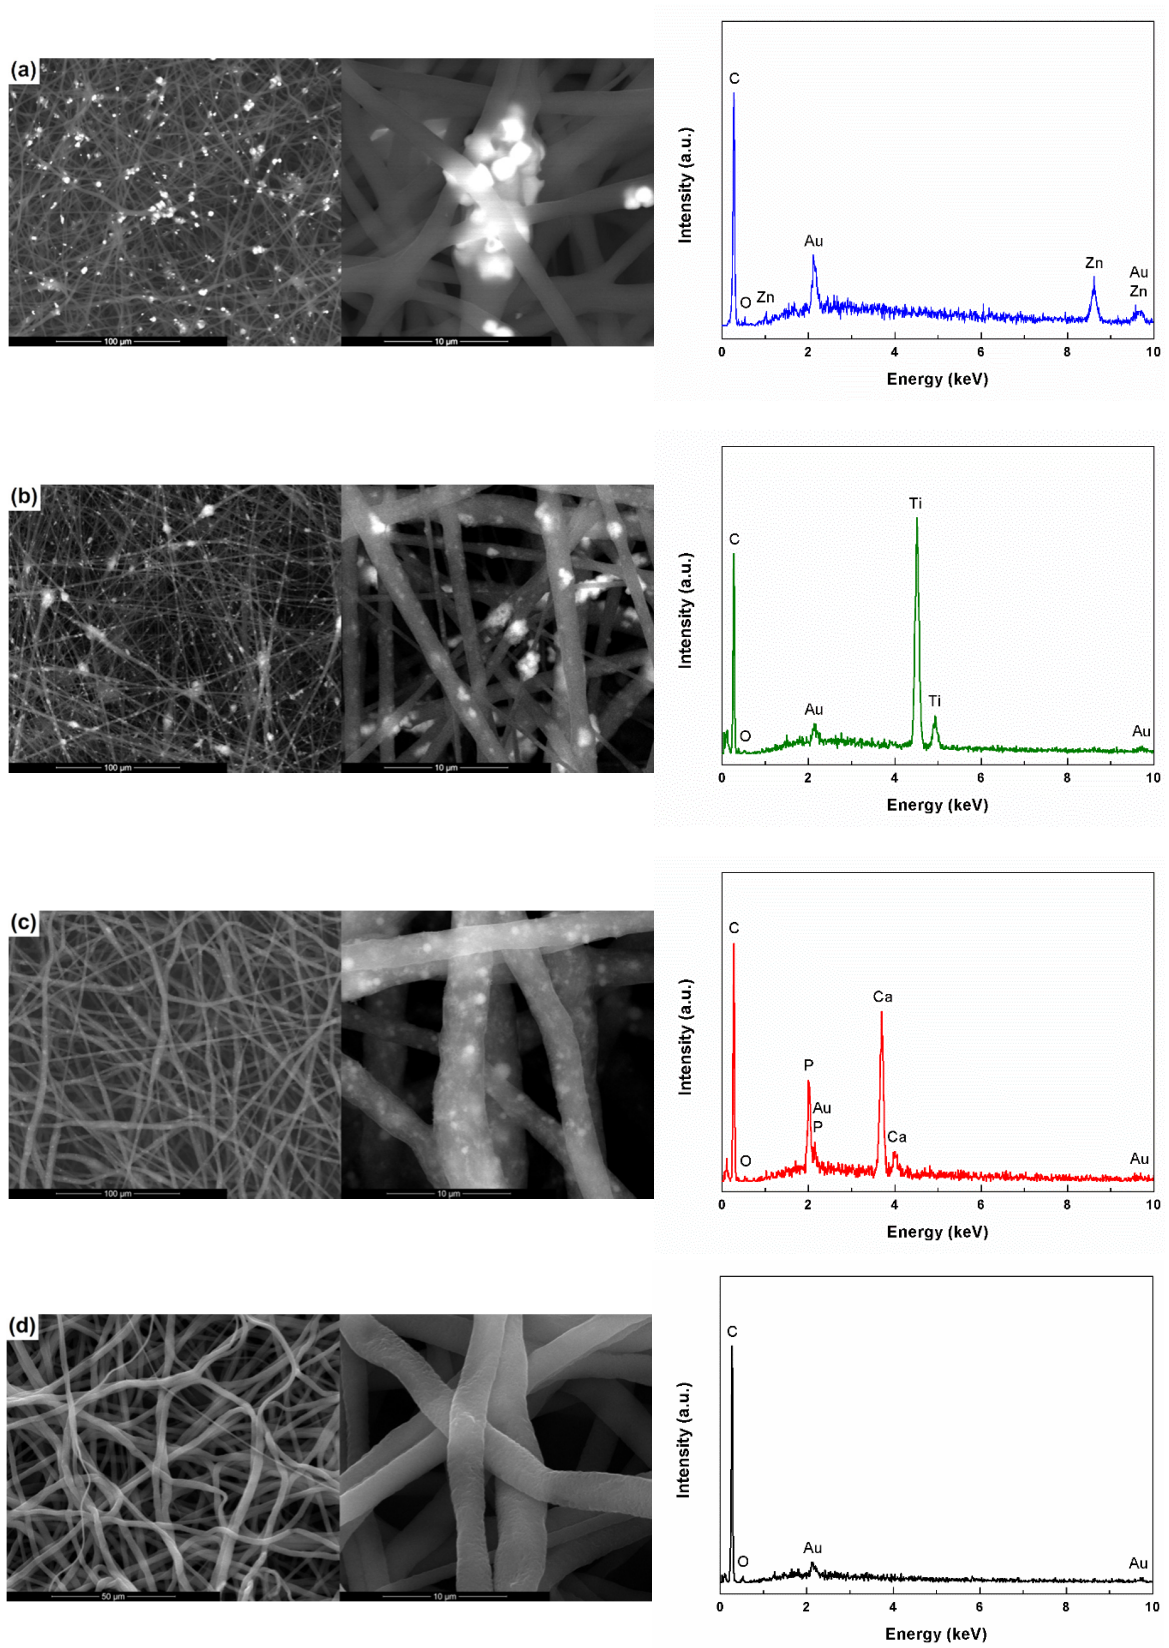 (a)
100 µm
10 µm
Intensity (a.u.)
C
O
Zn
Au
Zn
Au
Zn
0
2
4
6
8
10
Energy (keV)
(b)
100 µm
10 µm
Intensity (a.u.)
C
O
Au
Ti
Ti
Au
0
2
4
6
8
10
Energy (keV)
(c)
100 µm
10 µm
Intensity (a.u.)
C
O
P
Au
P
Ca
Ca
Au
0
2
4
6
8
10
Energy (keV)
(d)
50 µm
10 µm
Intensity (a.u.)
C
O
Au
Au
0
2
4
6
8
10
Energy (keV)